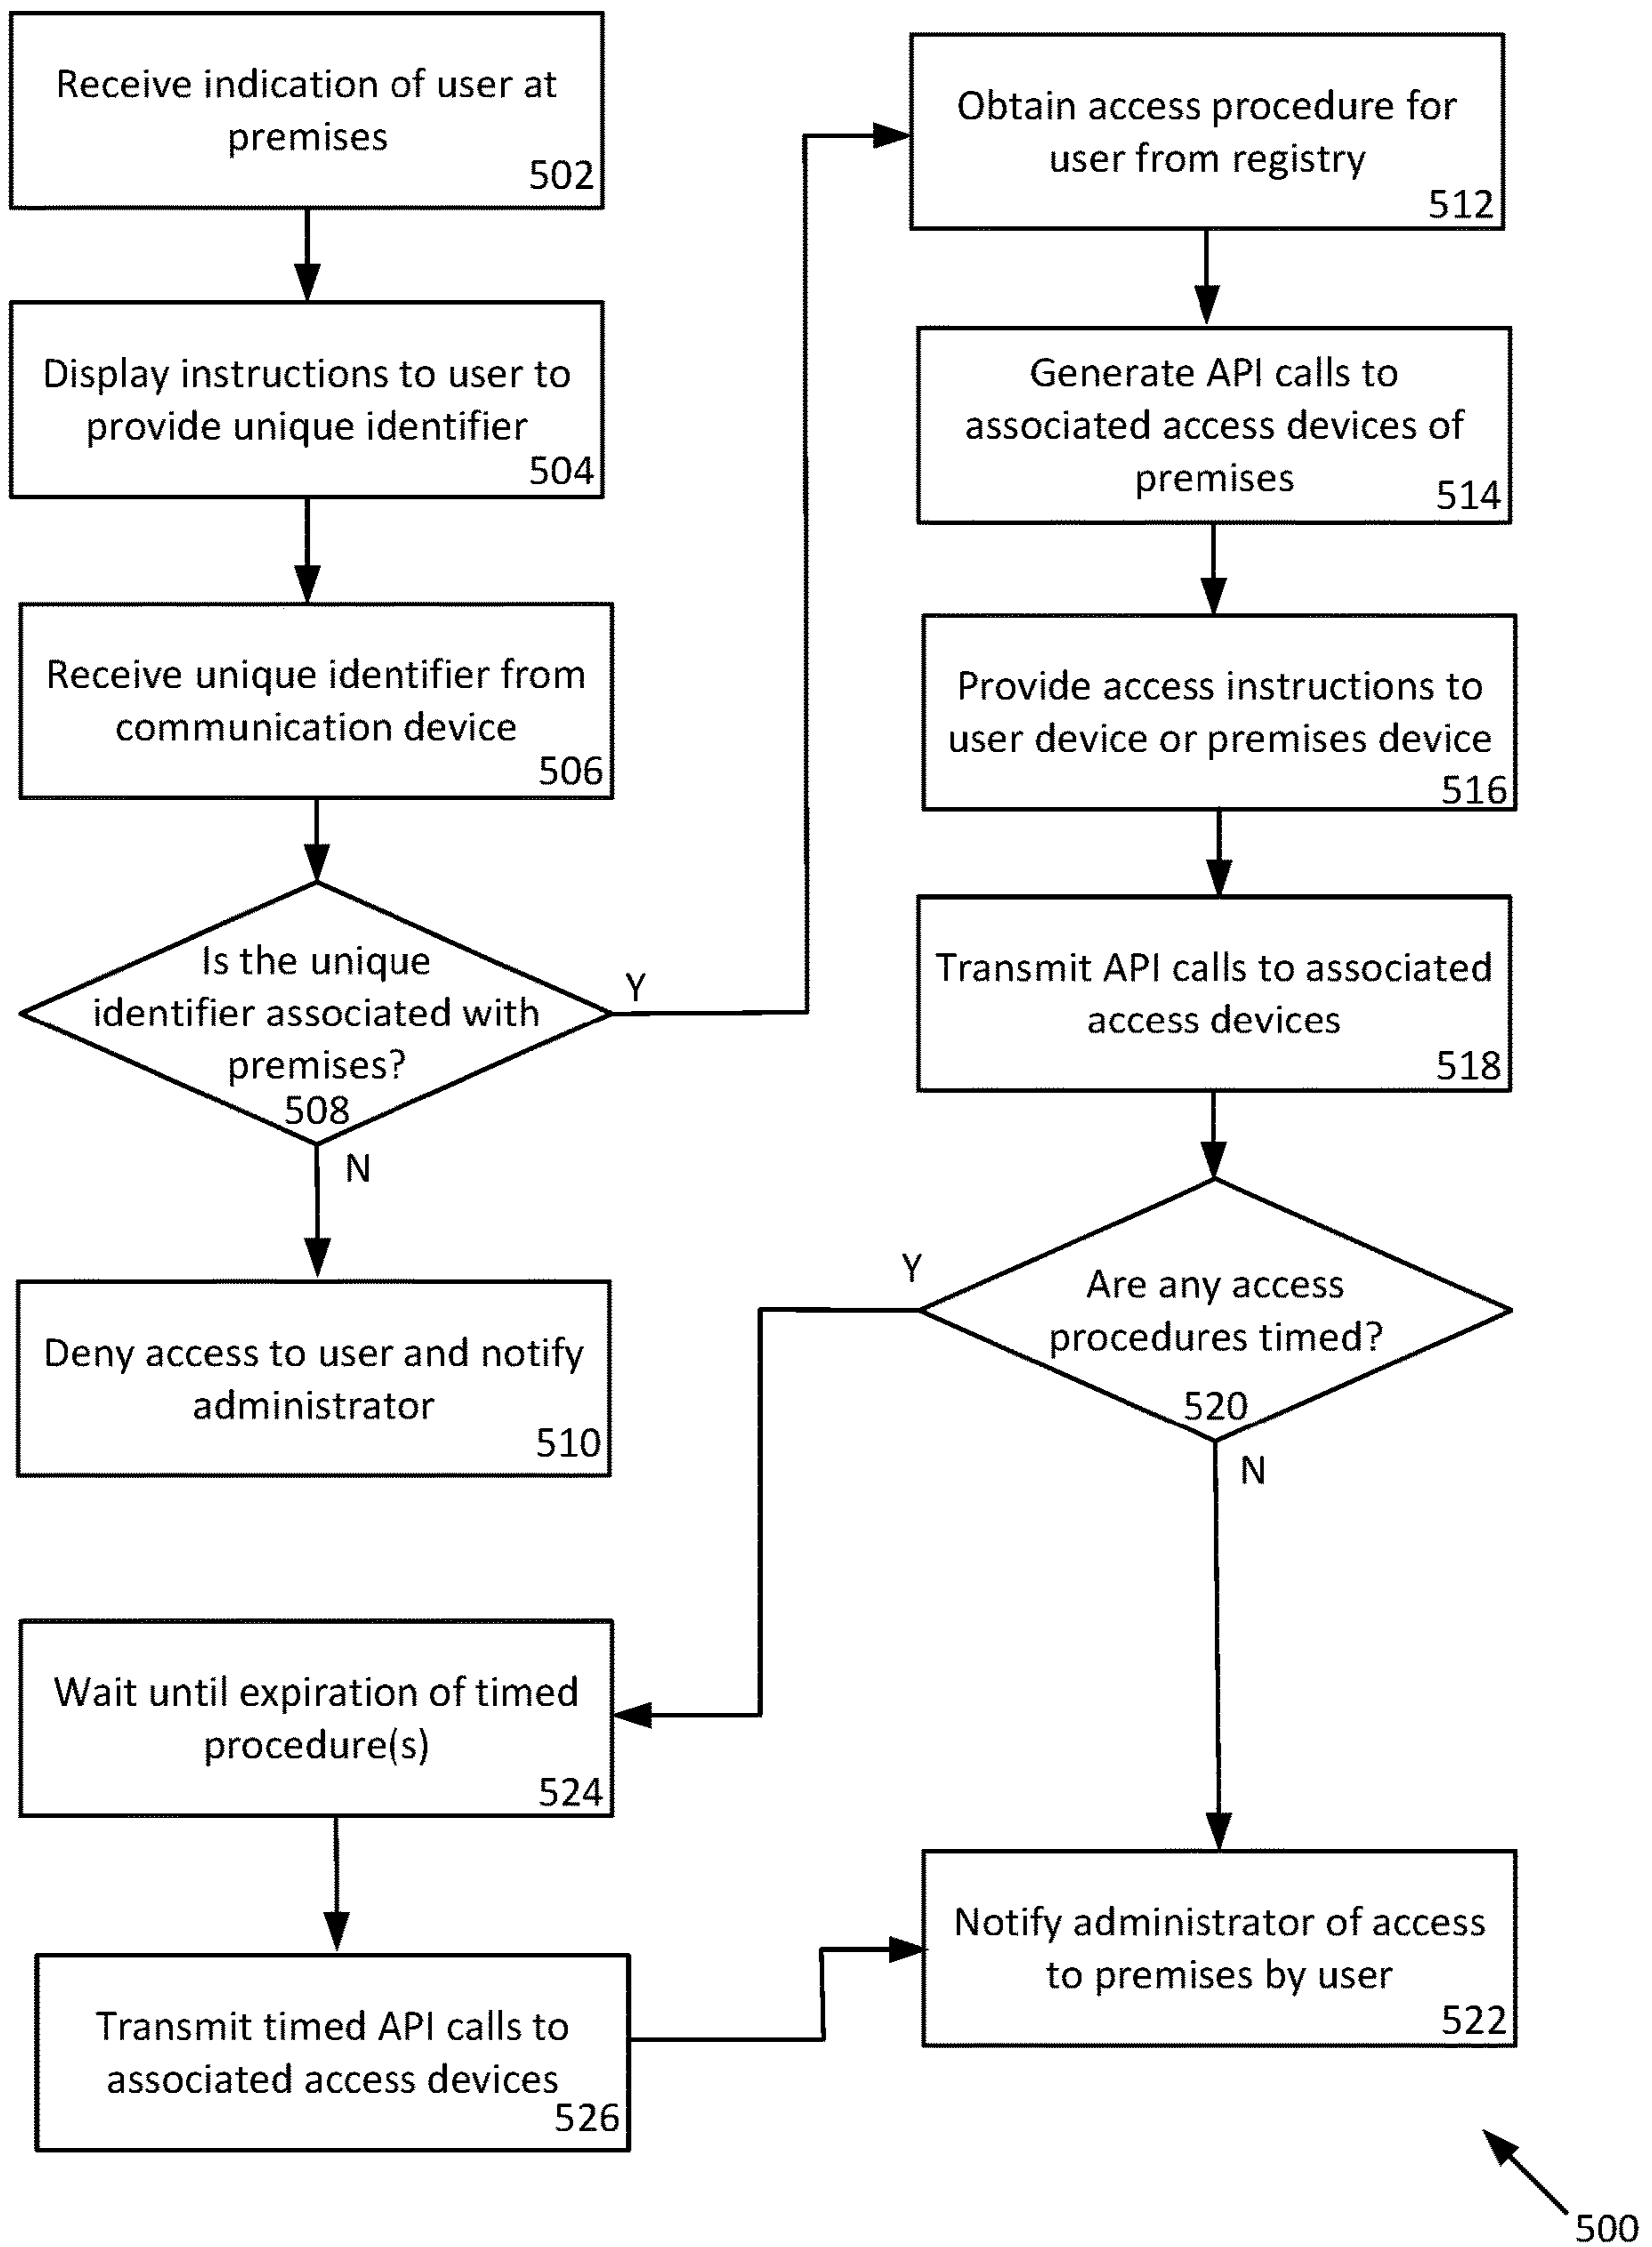 Receive indication of user at
premises
502
Display instructions to user to
provide unique identifier
504
Receive unique identifier from
communication device
506
Is the unique
identifier associated with
premises?
508
Y
N
Deny access to user and notify
administrator
510
Obtain access procedure for
user from registry
512
Generate API calls to
associated access devices of
premises
514
Provide access instructions to
user device or premises device
516
Transmit API calls to associated
access devices
518
Are any access
procedures timed?
520
Y
N
Wait until expiration of timed
procedure(s)
524
Transmit timed API calls to
associated access devices
526
Notify administrator of access
to premises by user
522
500